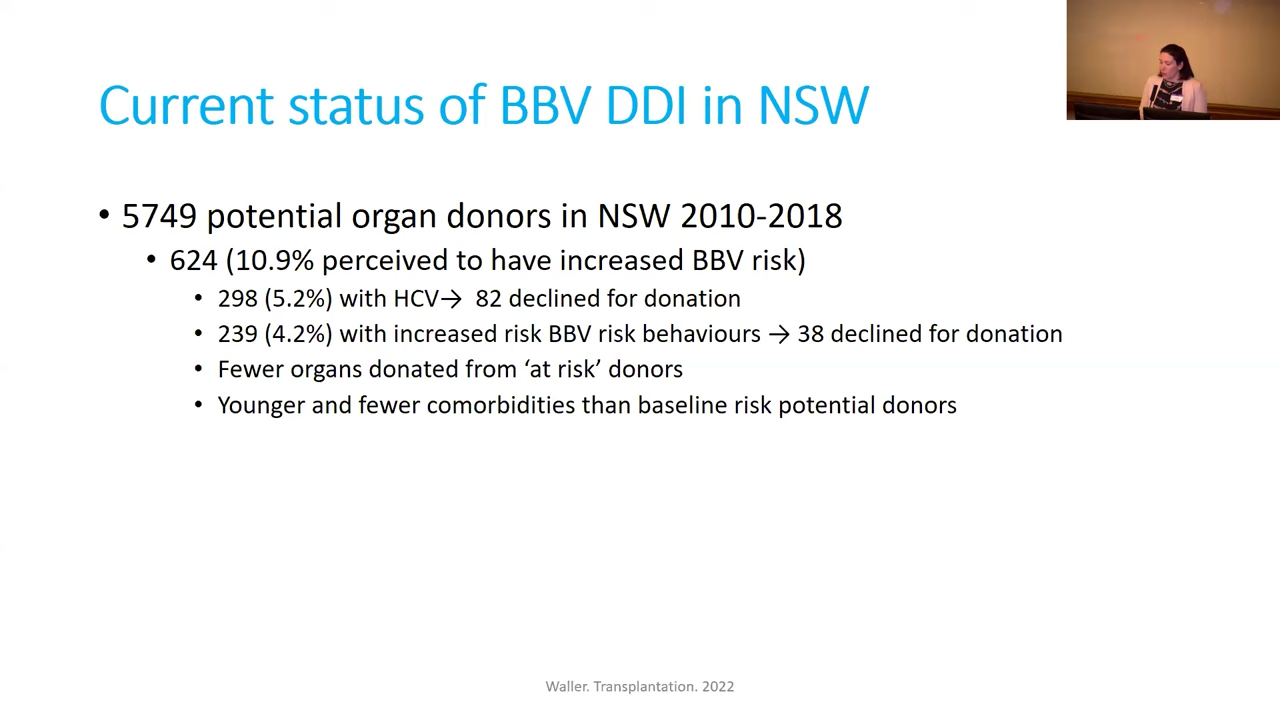 Current status of BBV DDI in NSW
• 5749 potential organ donors in NSW 2010-2018
• 624 (10.9% perceived to have increased BBV risk)
• 298 (5.2%) with HCV→ 82 declined for donation
• 239 (4.2%) with increased risk BBV risk behaviours → 38 declined for donation
• Fewer organs donated from ‘at risk’ donors
• Younger and fewer comorbidities than baseline risk potential donors
Waller. Transplantation. 2022